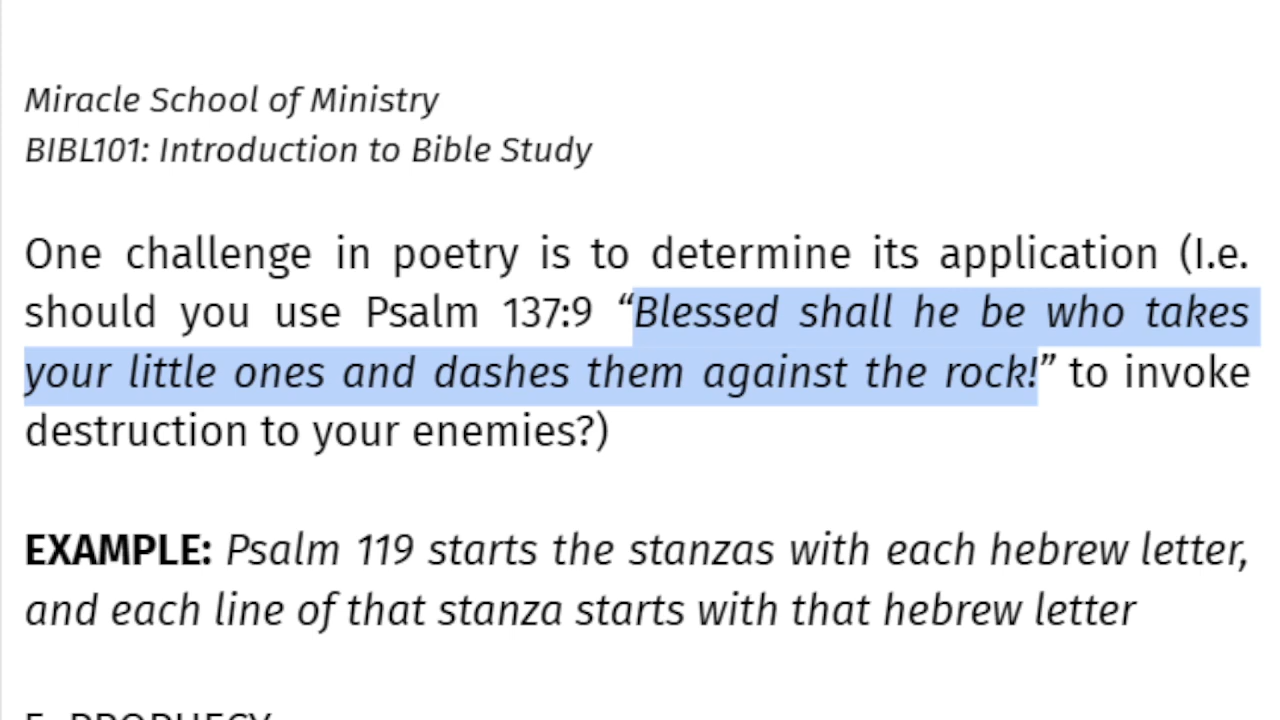 Miracle School of Ministry
BIBL101: Introduction to Bible Study
One challenge in poetry is to determine its application (I.e.
should you use Psalm 137:9 “Blessed shall he be who takes
your little ones and dashes them against the rock!” to invoke
destruction to your enemies?)
EXAMPLE: Psalm 119 starts the stanzas with each hebrew letter,
and each line of that stanza starts with that hebrew letter
PROPHECY